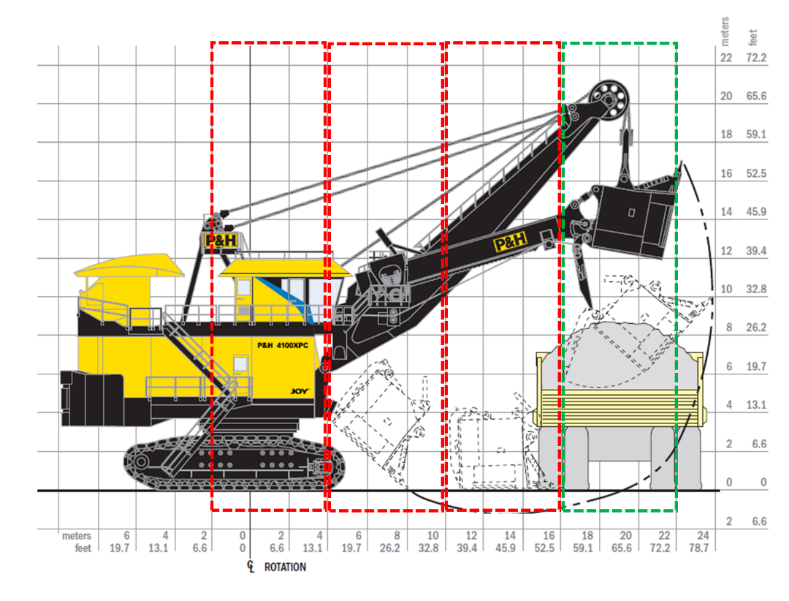 meters feet
22 72.2
20 65.6
18 59.1
16 52.5
14 45.9
P&H P&H
12 39.4
10 32.8
8 26.2
P&H 4100XPC
6 19.7
JOY
4 13.1
2 6.6
0 0
2 6.6
meters 6 4 2 0 2 4 6 8 10 12 14 16 18 20 22 24
feet 19.7 13.1 6.6 0 6.6 13.1 19.7 26.2 32.8 39.4 45.9 52.5 59.1 65.6 72.2 78.7
℄ ROTATION